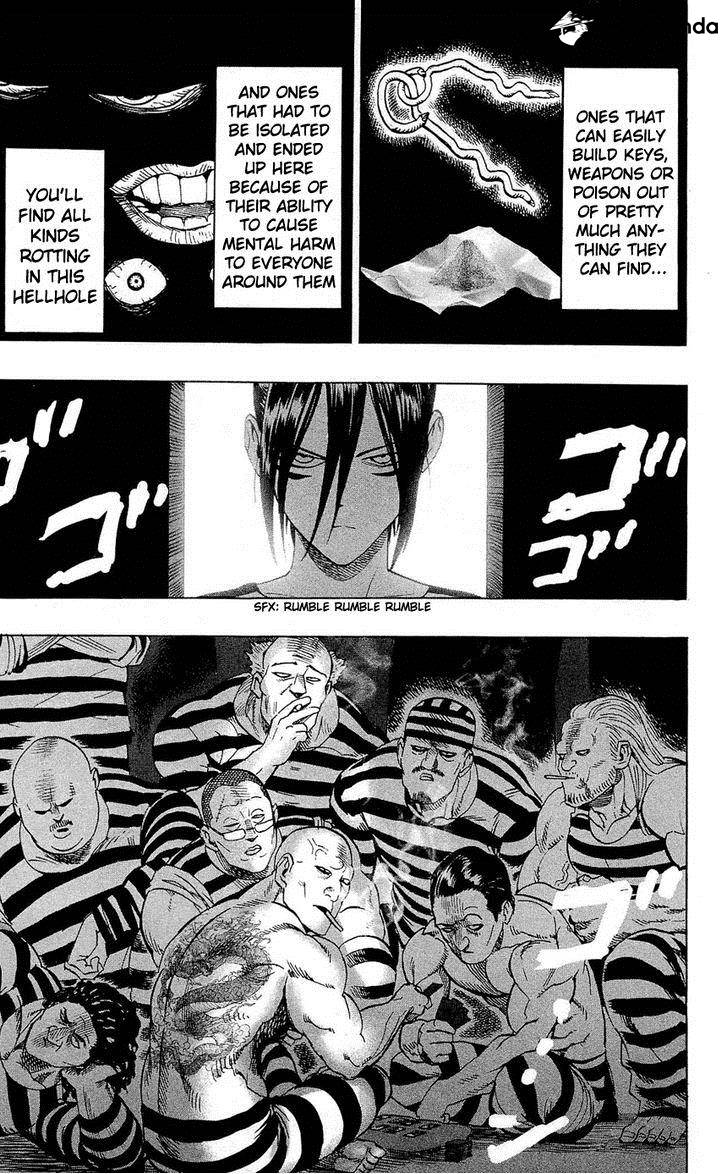 nda
ONES THAT
CAN EASILY
BUILD KEYS,
WEAPONS OR
POISON OUT
OF PRETTY
MUCH ANY-
THING THEY
CAN FIND...
AND ONES
THAT HAD TO
BE ISOLATED
AND ENDED
UP HERE
BECAUSE OF
THEIR ABILITY
TO CAUSE
MENTAL HARM
TO EVERYONE
AROUND THEM
YOU'LL
FIND ALL
KINDS
ROTTING
IN THIS
HELLHOLE
ゴゴ
ゴゴ
SFX: RUMBLE RUMBLE RUMBLE
ゴ